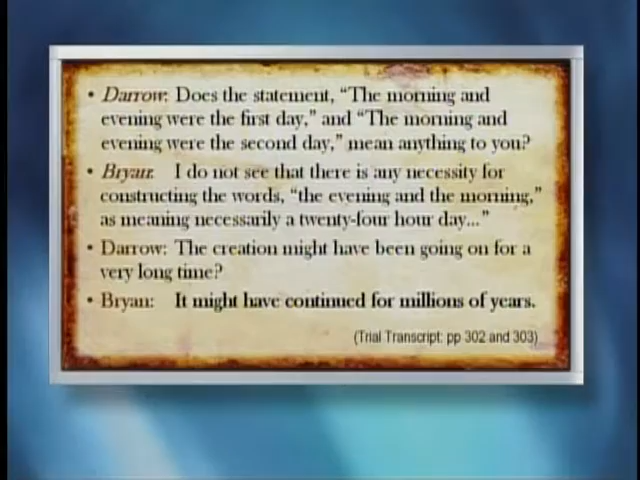 • Darrow: Does the statement, “The morning and
evening were the first day,” and “The morning and
evening were the second day,” mean anything to you?
• Bryan: I do not see that there is any necessity for
constructing the words, “the evening and the morning,”
as meaning necessarily a twenty-four hour day...”
• Darrow: The creation might have been going on for a
very long time?
• Bryan: It might have continued for millions of years.
(Trial Transcript: pp 302 and 303)